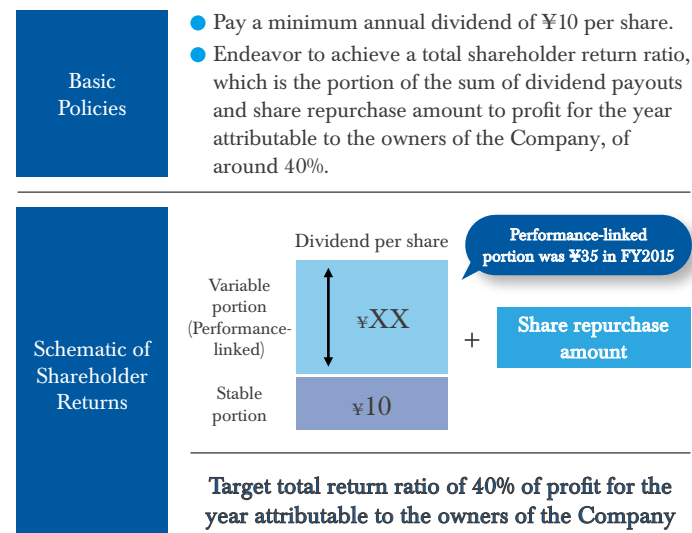 Basic
Policies
● Pay a minimum annual dividend of ¥10 per share.
● Endeavor to achieve a total shareholder return ratio,
which is the portion of the sum of dividend payouts
and share repurchase amount to profit for the year
attributable to the owners of the Company, of
around 40%.
Schematic of
Shareholder
Returns
Dividend per share
Performance-linked
portion was ¥35 in FY2015
Variable
portion
(Performance-
linked)
¥XX
+
Share repurchase
amount
Stable
portion
¥10
Target total return ratio of 40% of profit for the
year attributable to the owners of the Company